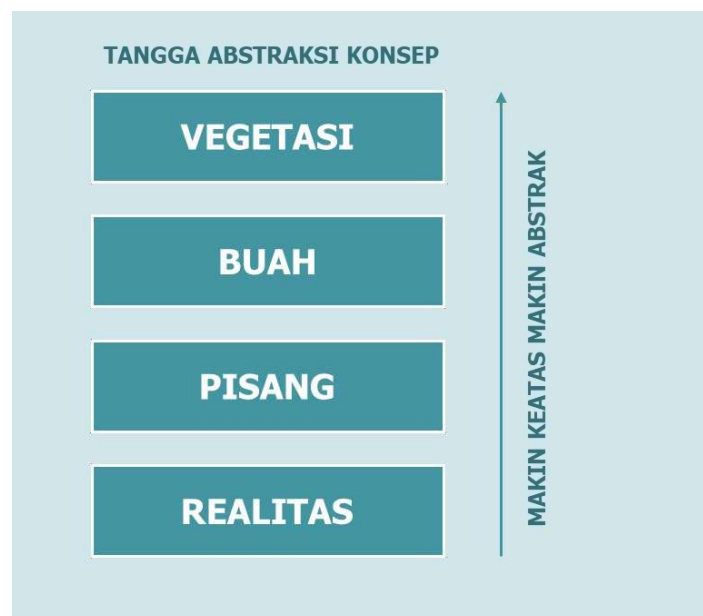 TANGGA ABSTRAKSI KONSEP
VEGETASI
BUAH
PISANG
REALITAS
MAKIN KEATAS MAKIN ABSTRAK